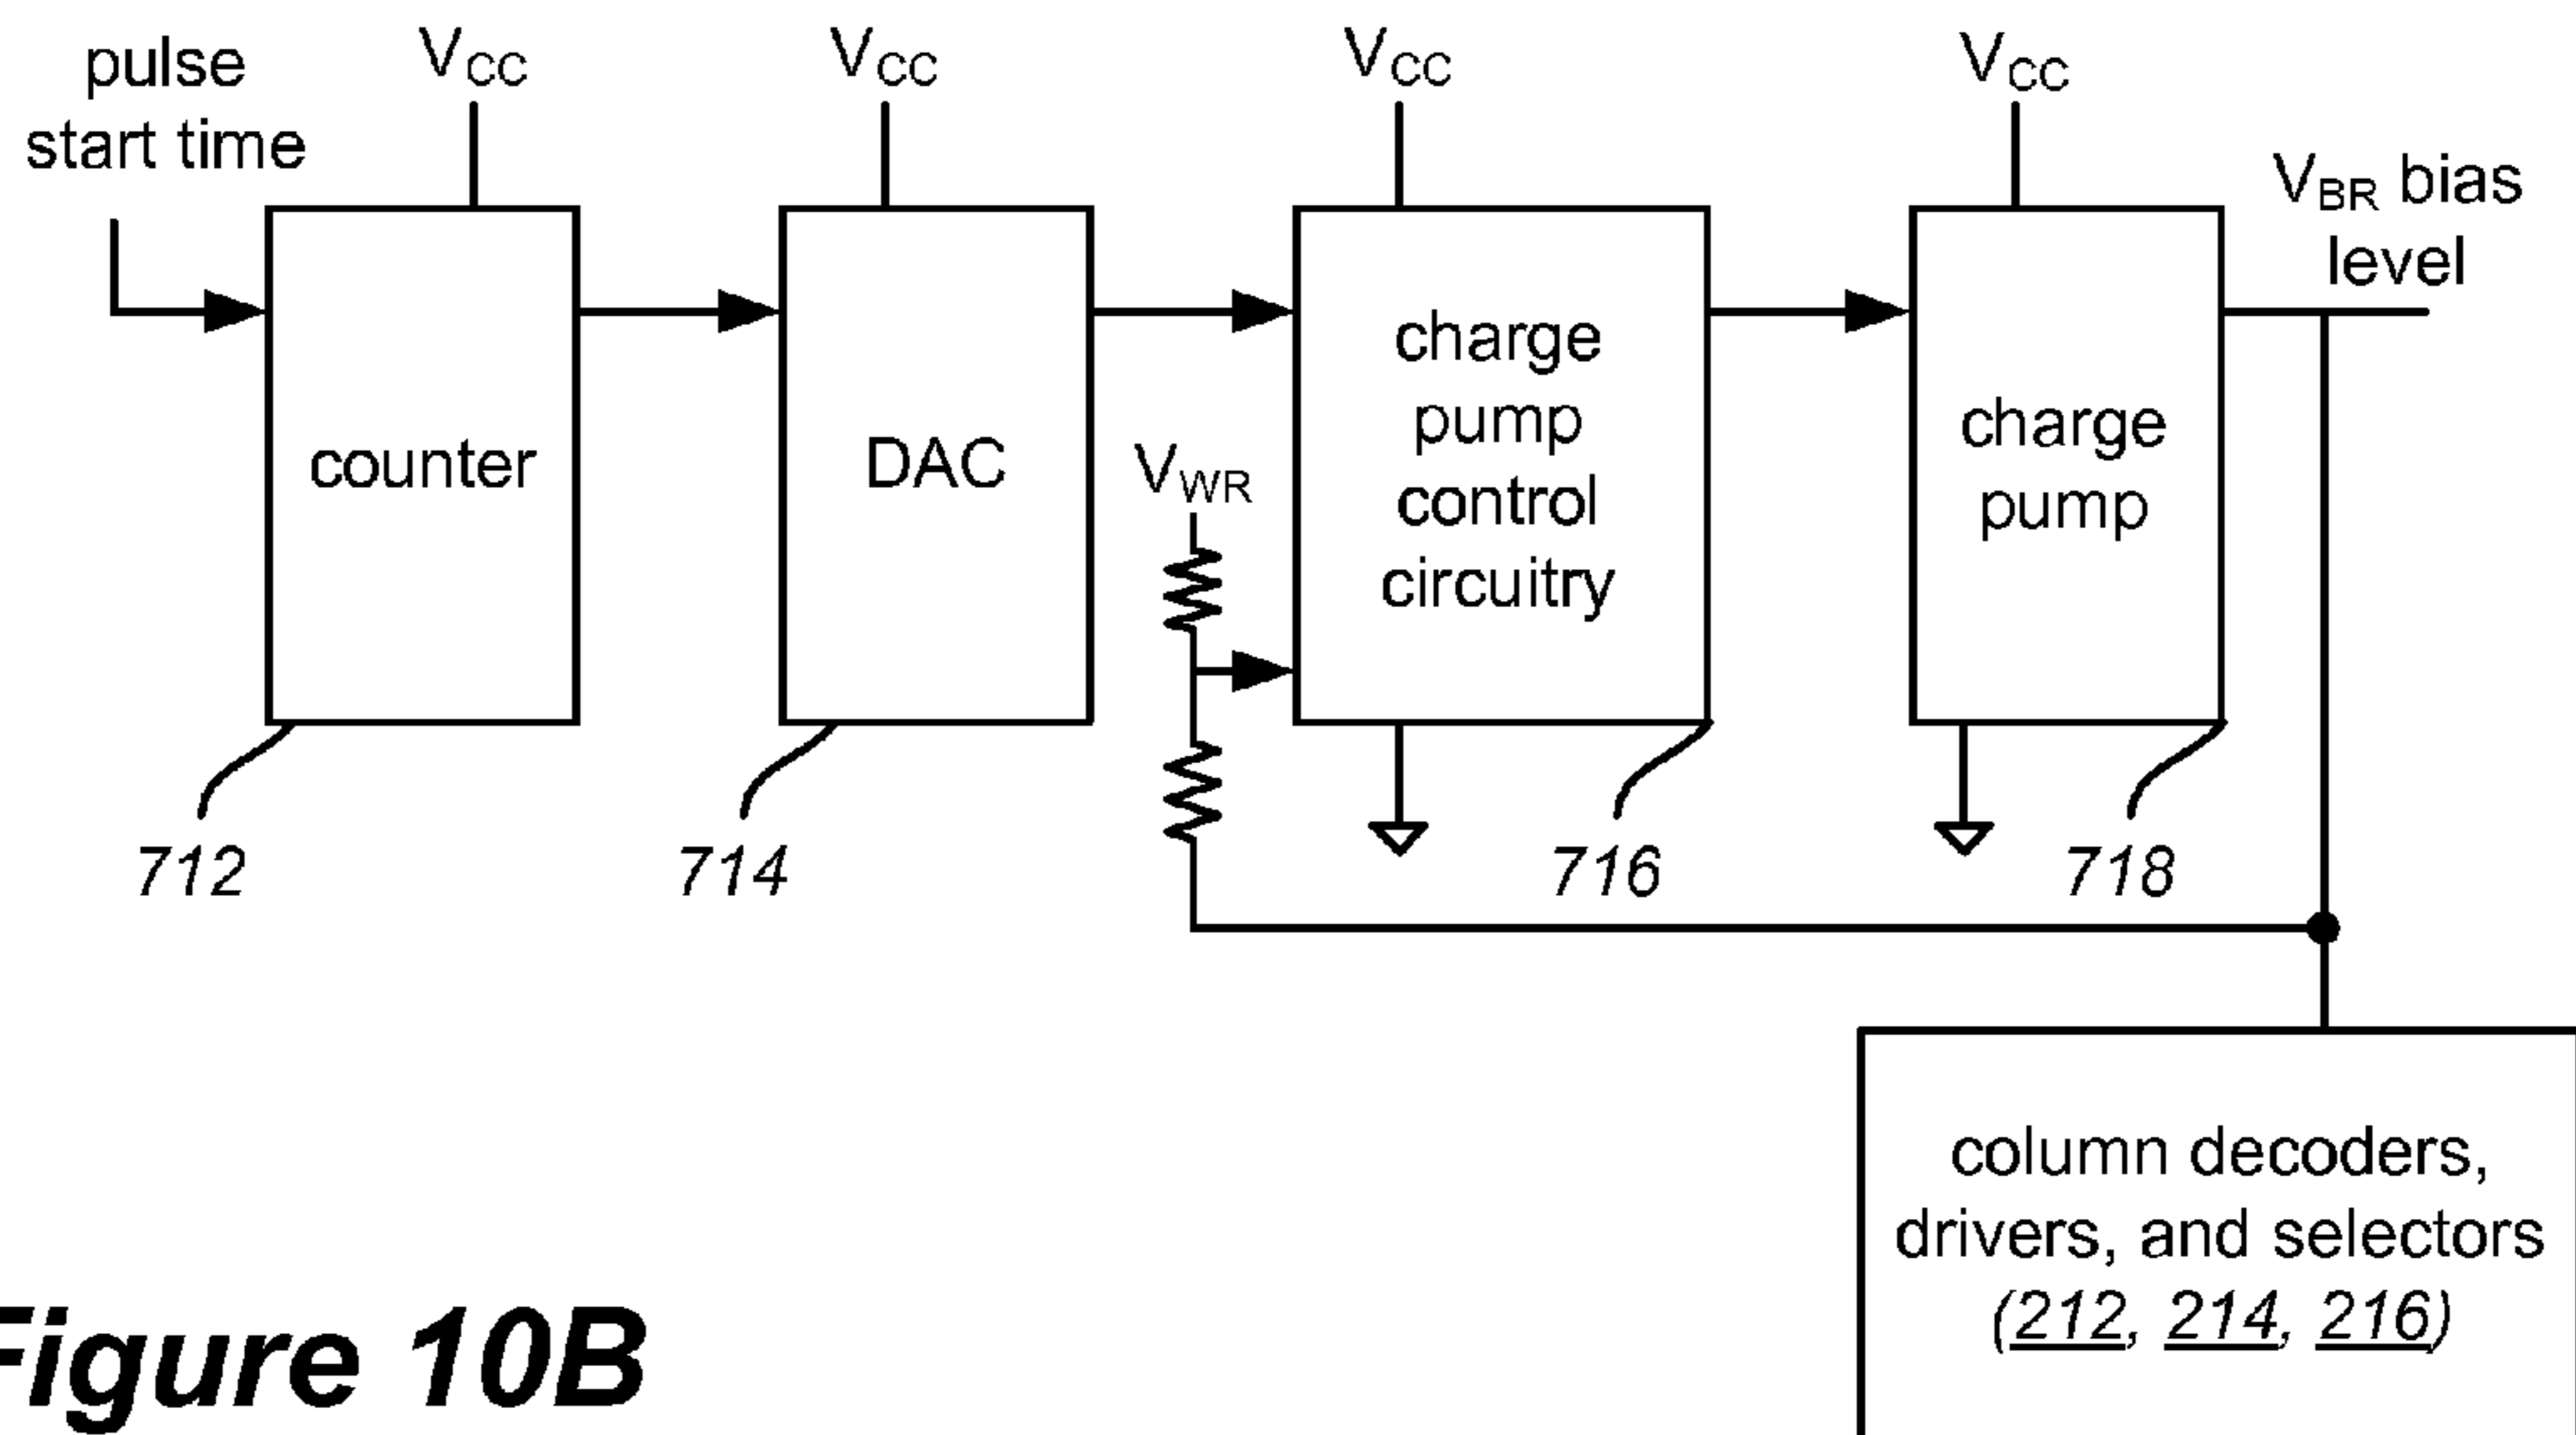 pulse
start time
VCC
VCC
VCC
VCC
VBR bias
level
counter
DAC
VWR
charge
pump
control
circuitry
charge
pump
712
714
716
718
column decoders,
drivers, and selectors
(212, 214, 216)
Figure 10B